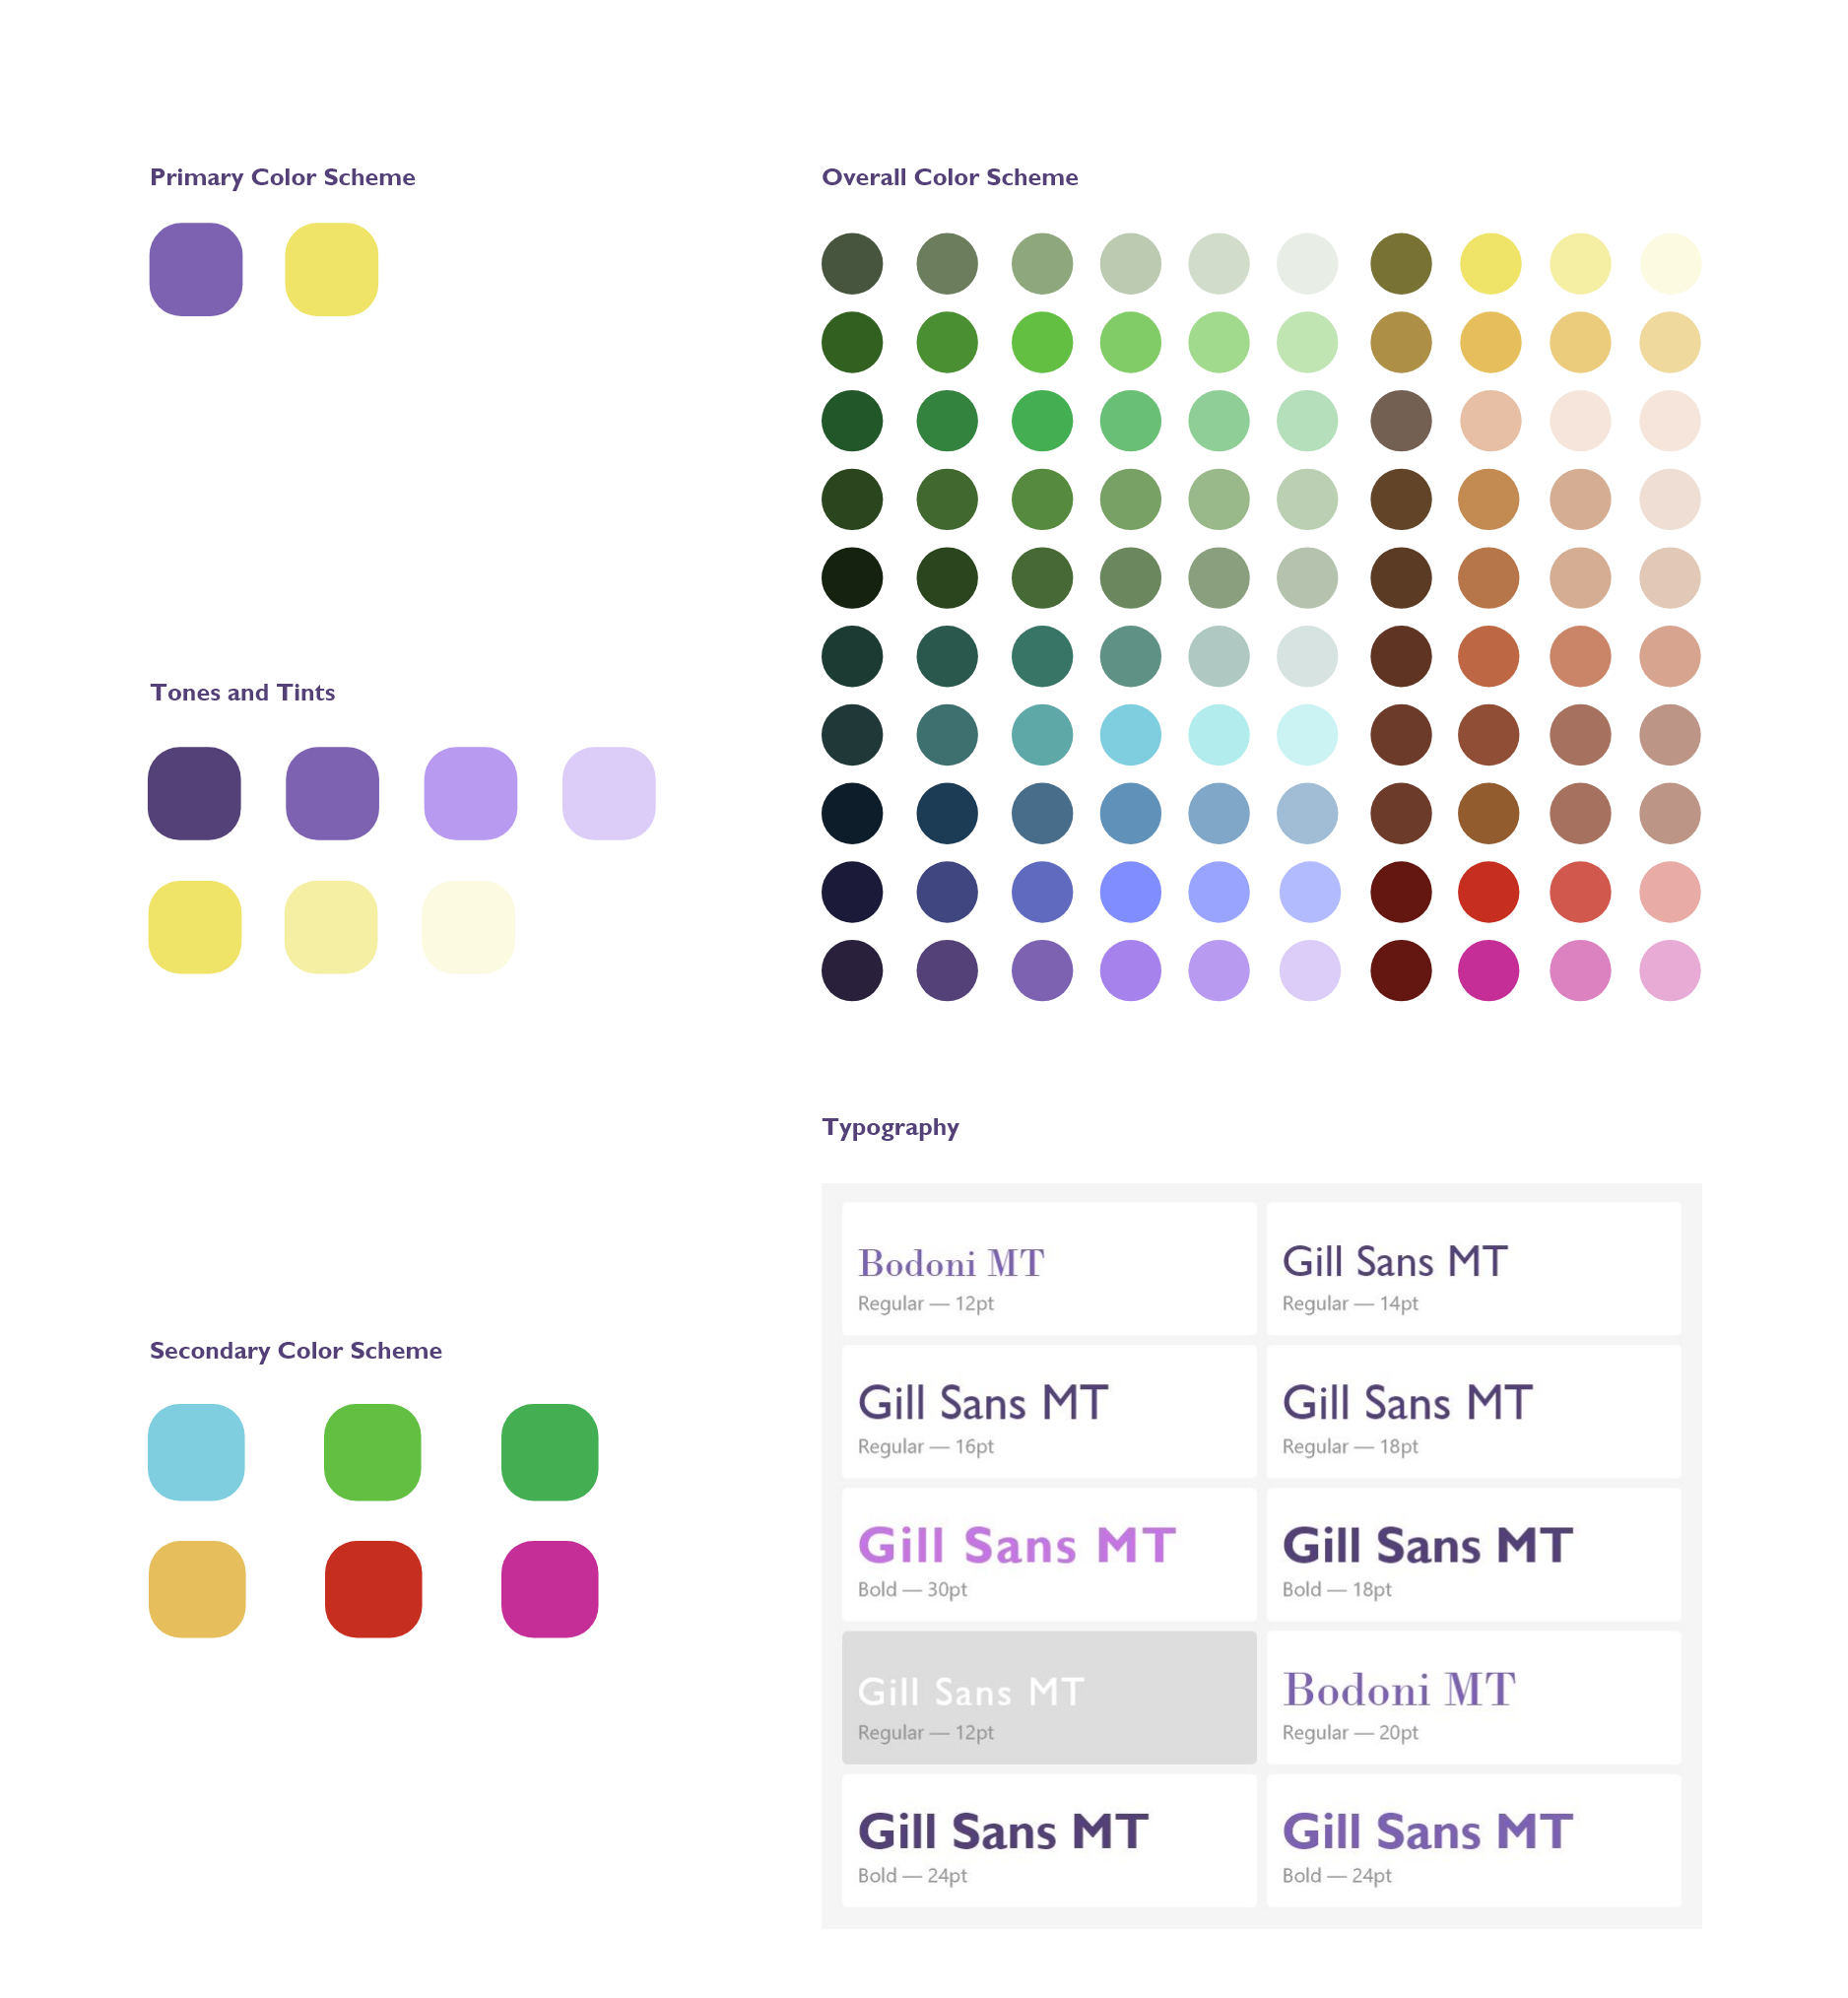 Primary Color Scheme
Overall Color Scheme
Tones and Tints
Typography
Bodoni MT
Regular — 12pt
Gill Sans MT
Regular — 14pt
Gill Sans MT
Regular — 16pt
Gill Sans MT
Regular — 18pt
Secondary Color Scheme
Gill Sans MT
Bold — 30pt
Gill Sans MT
Bold — 18pt
Gill Sans MT
Regular — 12pt
Bodoni MT
Regular — 20pt
Gill Sans MT
Bold — 24pt
Gill Sans MT
Bold — 24pt